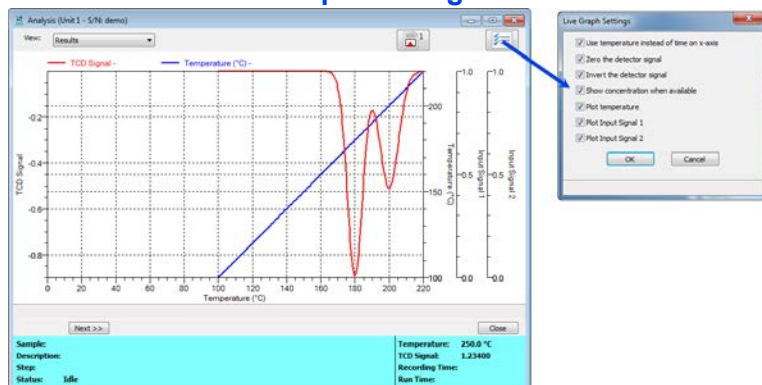 Analysis (Unit 1 - S/N: demo)
View: Results
1
TCD Signal -
Temperature (°C) -
TCD Signal
-0.2
-0.4
-0.6
-0.8
200
150
100
Temperature (°C)
1.0
0.5
0.0
Input Signal 1
1.0
0.5
0.0
Input Signal 2
0 20 40 60 80 100 120 140 160 180 200 220
Temperature (°C)
Next >>
Close
Sample:
Description:
Step:
Status: Idle
Temperature: 250.0 °C
TCD Signal: 1.23400
Recording Time:
Run Time:
Live Graph Settings
Use temperature instead of time on x-axis
Zero the detector signal
Invert the detector signal
Show concentration when available
Plot temperature
Plot Input Signal 1
Plot Input Signal 2
OK
Cancel